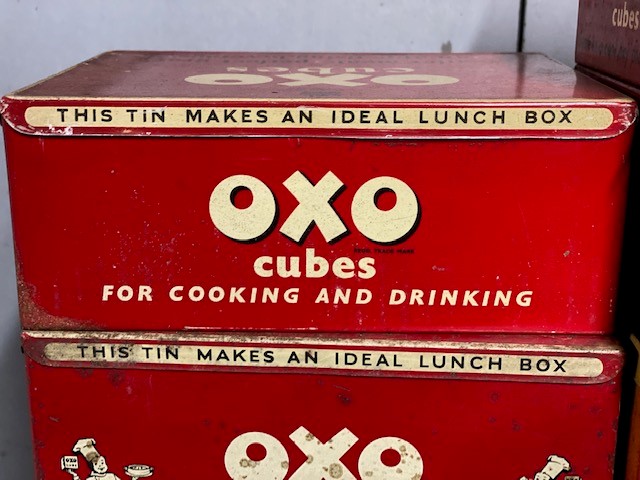 cubes
OXO
cubes
THIS TIN MAKES AN IDEAL LUNCH BOX
OXO
cubes
FOR COOKING AND DRINKING
THIS TIN MAKES AN IDEAL LUNCH BOX
OXO
OXO